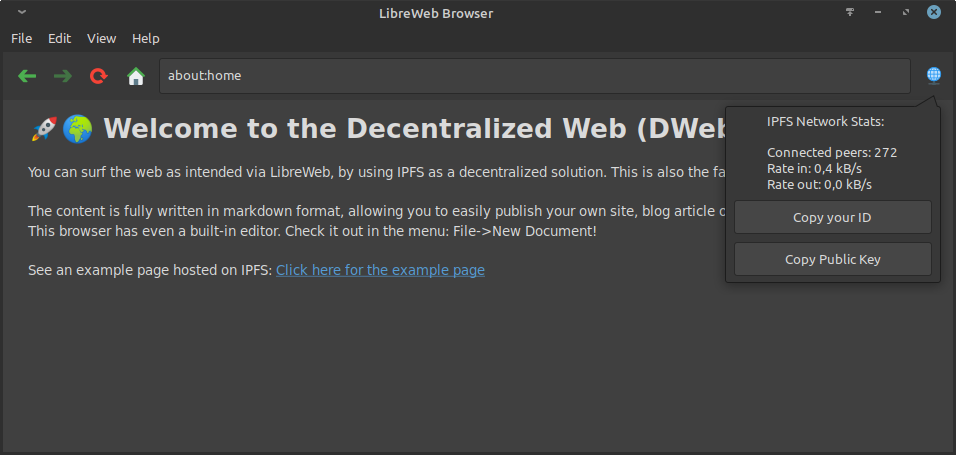 LibreWeb Browser
File Edit View Help
about:home
🚀🌍 Welcome to the Decentralized Web (DWeb
You can surf the web as intended via LibreWeb, by using IPFS as a decentralized solution. This is also the fa
The content is fully written in markdown format, allowing you to easily publish your own site, blog article o
This browser has even a built-in editor. Check it out in the menu: File->New Document!
See an example page hosted on IPFS: Click here for the example page
IPFS Network Stats:
Connected peers: 272
Rate in: 0,4 kB/s
Rate out: 0,0 kB/s
Copy your ID
Copy Public Key